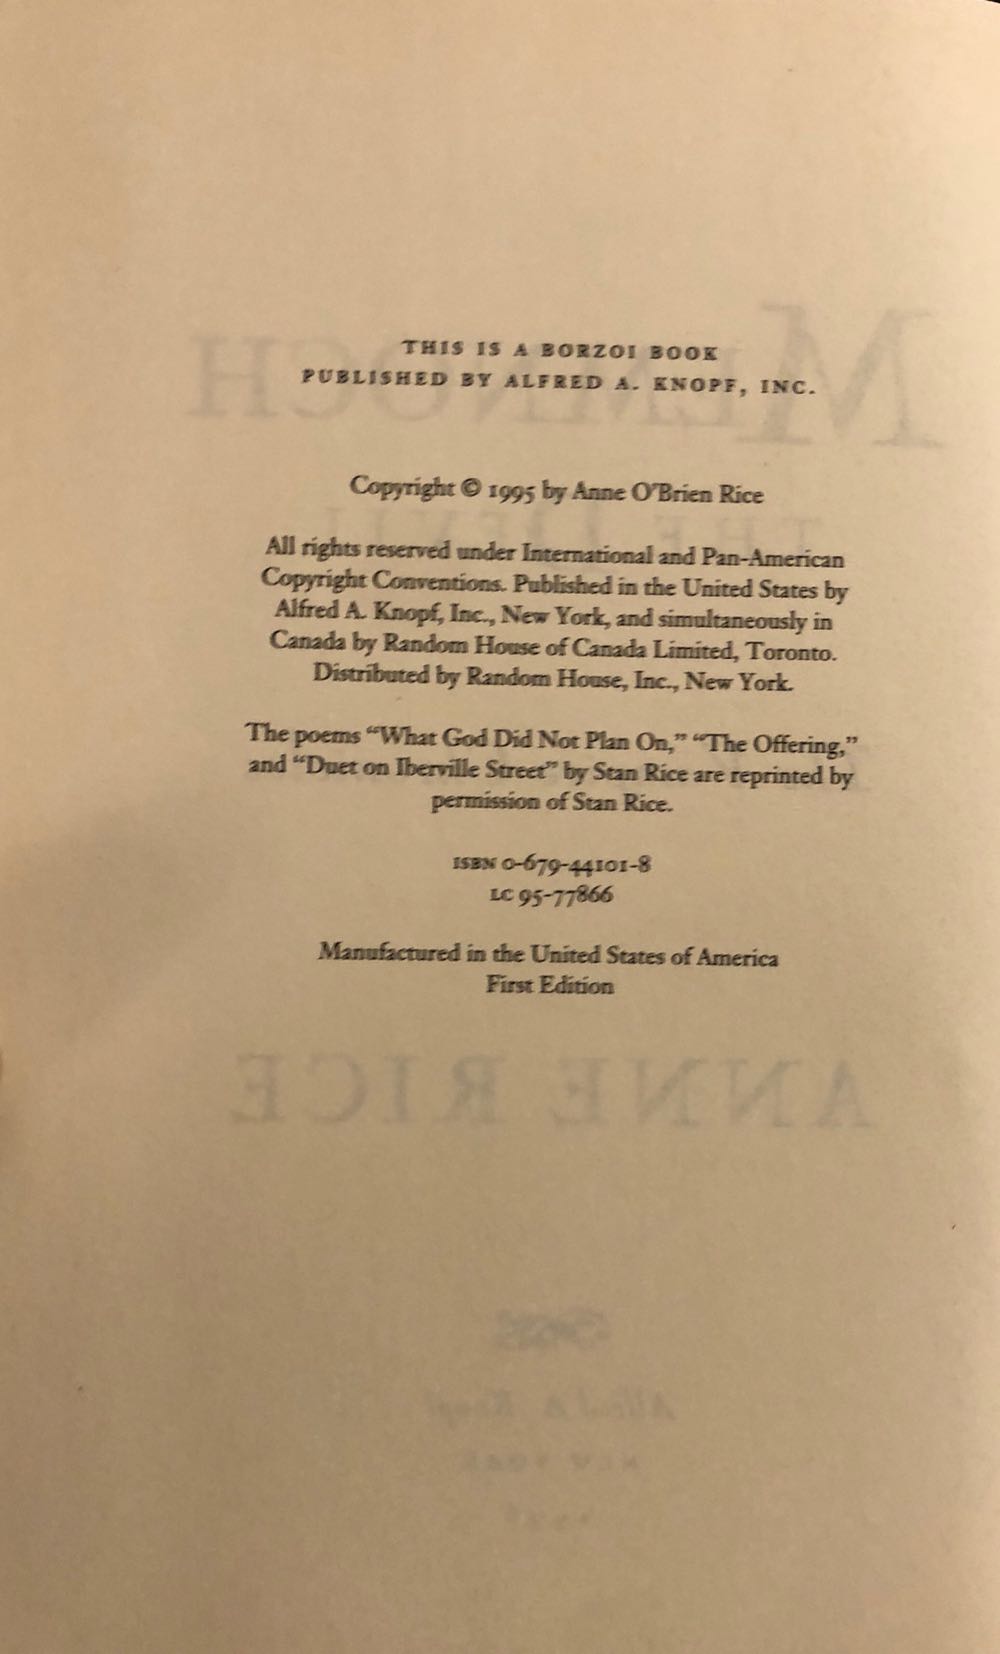 THIS IS A BORZOI BOOK
PUBLISHED BY ALFRED A. KNOPF, INC.
Copyright © 1995 by Anne O'Brien Rice
All rights reserved under International and Pan-American
Copyright Conventions. Published in the United States by
Alfred A. Knopf, Inc., New York, and simultaneously in
Canada by Random House of Canada Limited, Toronto.
Distributed by Random House, Inc., New York.
The poems “What God Did Not Plan On,” “The Offering,”
and “Duet on Iberville Street” by Stan Rice are reprinted by
permission of Stan Rice.
ISBN 0-679-44101-8
LC 95-77866
Manufactured in the United States of America
First Edition
MEMNOCH
ANNE RICE